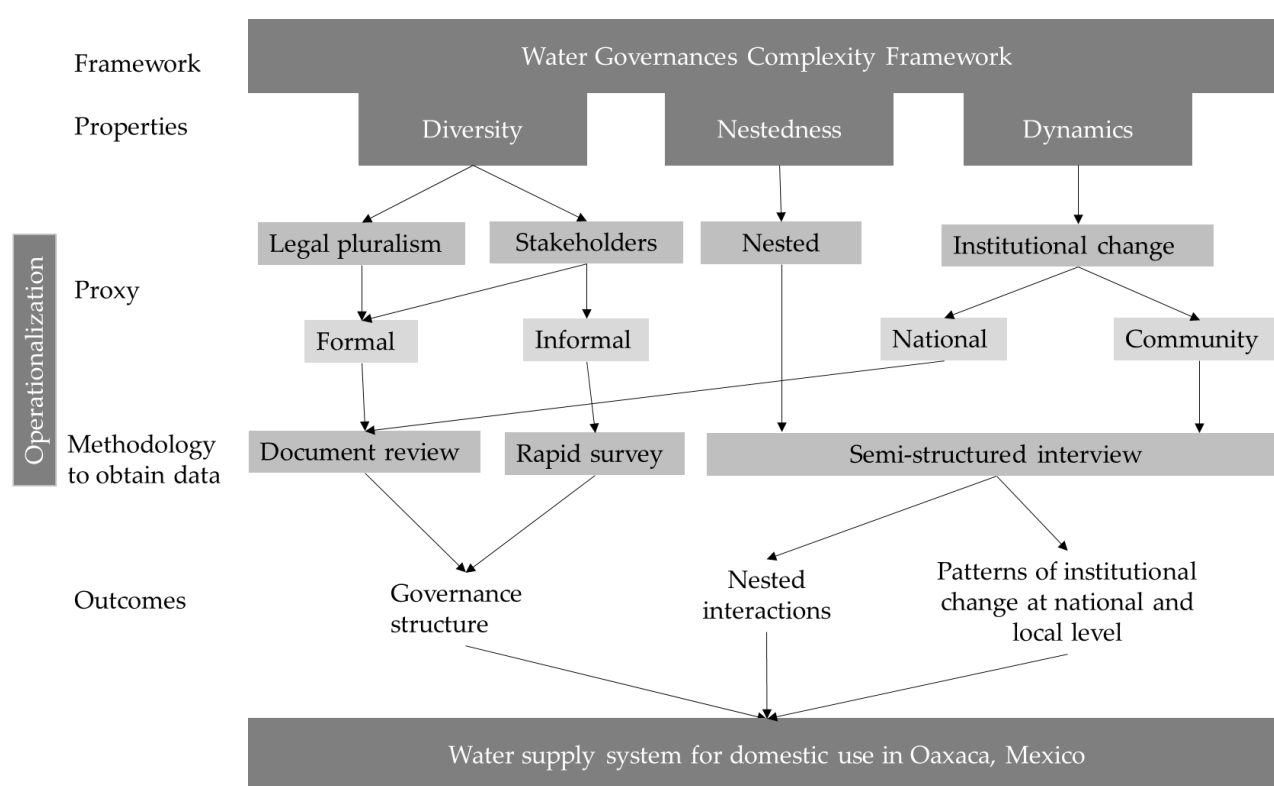 Framework
Water Governances Complexity Framework
Properties
Diversity
Nestedness
Dynamics
Operationalization
Proxy
Legal pluralism
Stakeholders
Nested
Institutional change
Formal
Informal
National
Community
Methodology
to obtain data
Document review
Rapid survey
Semi-structured interview
Outcomes
Governance
structure
Nested
interactions
Patterns of institutional
change at national and
local level
Water supply system for domestic use in Oaxaca, Mexico